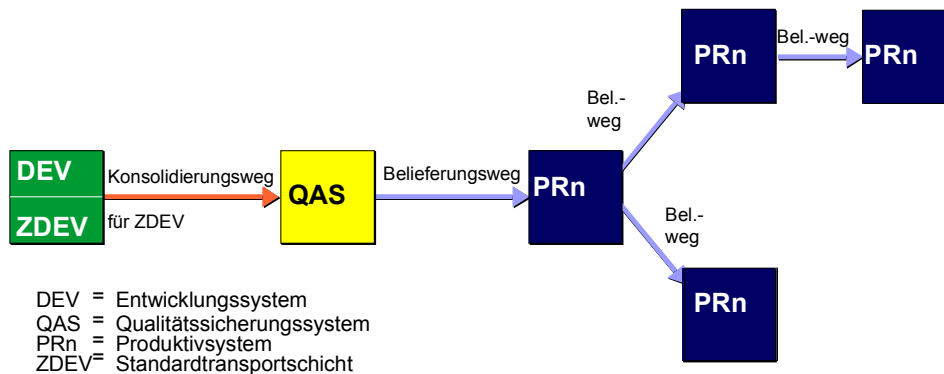 DEV
ZDEV
Konsolidierungsweg
für ZDEV
QAS
Belieferungsweg
PRn
Bel.-
weg
PRn
Bel.-weg
PRn
Bel.-
weg
PRn
DEV = Entwicklungssystem
QAS = Qualitätssicherungssystem
PRn = Produktivsystem
ZDEV= Standardtransportschicht